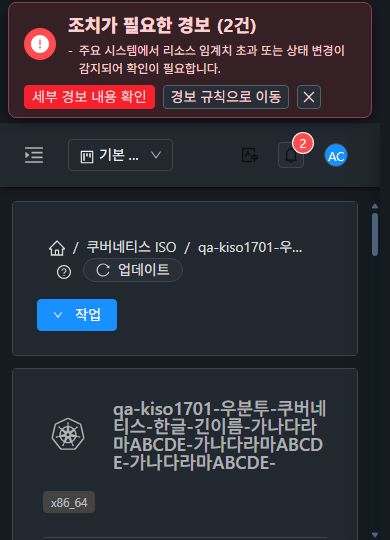 조치가 필요한 경보 (2건)
- 주요 시스템에서 리소스 임계치 초과 또는 상태 변경이
감지되어 확인이 필요합니다.
세부 경보 내용 확인 경보 규칙으로 이동
기본 ... 2 AC
/ 쿠버네티스 ISO / qa-kiso1701-우...
업데이트
작업
qa-kiso1701-우분투-쿠버네
티스-한글-긴이름-가나다라
마ABCDE-가나다라마ABCD
E-가나다라마ABCDE-
x86_64